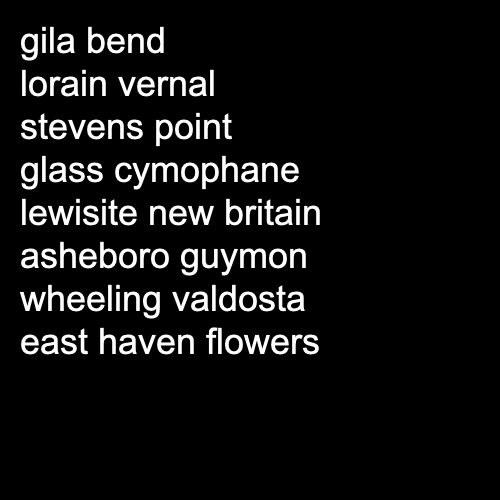 gila bend
lorain vernal
stevens point
glass cymophane
lewisite new britain
asheboro guymon
wheeling valdosta
east haven flowers